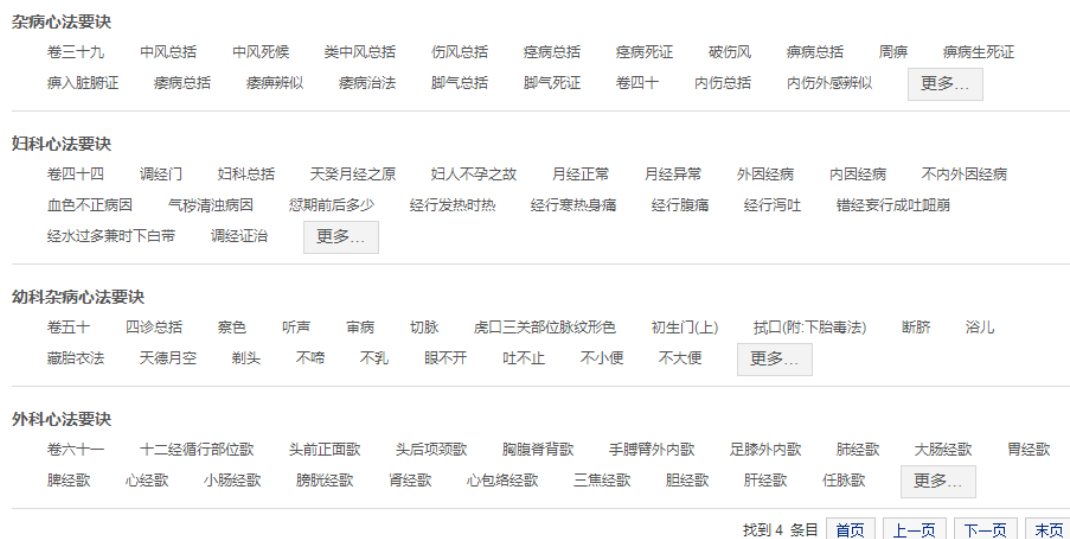 杂病心法要诀
卷三十九 中风总括 中风死候 类中风总括 伤风总括 痉病总括 痉病死证 破伤风 痹病总括 周痹 痹病生死证
痹入脏腑证 痿病总括 痿痹辨似 痿病治法 脚气总括 脚气死证 卷四十 内伤总括 内伤外感辨似 更多...
妇科心法要诀
卷四十四 调经门 妇科总括 天癸月经之原 妇人不孕之故 月经正常 月经异常 外因经病 内因经病 不内外因经病
血色不正病因 气秽清浊病因 愆期前后多少 经行发热时热 经行寒热身痛 经行腹痛 经行泻吐 错经妄行成吐衄崩
经水过多兼时下白带 调经证治 更多...
幼科杂病心法要诀
卷五十 四诊总括 察色 听声 审病 切脉 虎口三关部位脉纹形色 初生门(上) 拭口(附:下胎毒法) 断脐 浴儿
藏胎衣法 天德月空 剃头 不啼 不乳 眼不开 吐不止 不小便 不大便 更多...
外科心法要诀
卷六十一 十二经循行部位歌 头前正面歌 头后项颈歌 胸腹脊背歌 手膊臂外内歌 足膝外内歌 肺经歌 大肠经歌 胃经歌
脾经歌 心经歌 小肠经歌 膀胱经歌 肾经歌 心包络经歌 三焦经歌 胆经歌 肝经歌 任脉歌 更多...
找到 4 条目 首页 上一页 下一页 末页